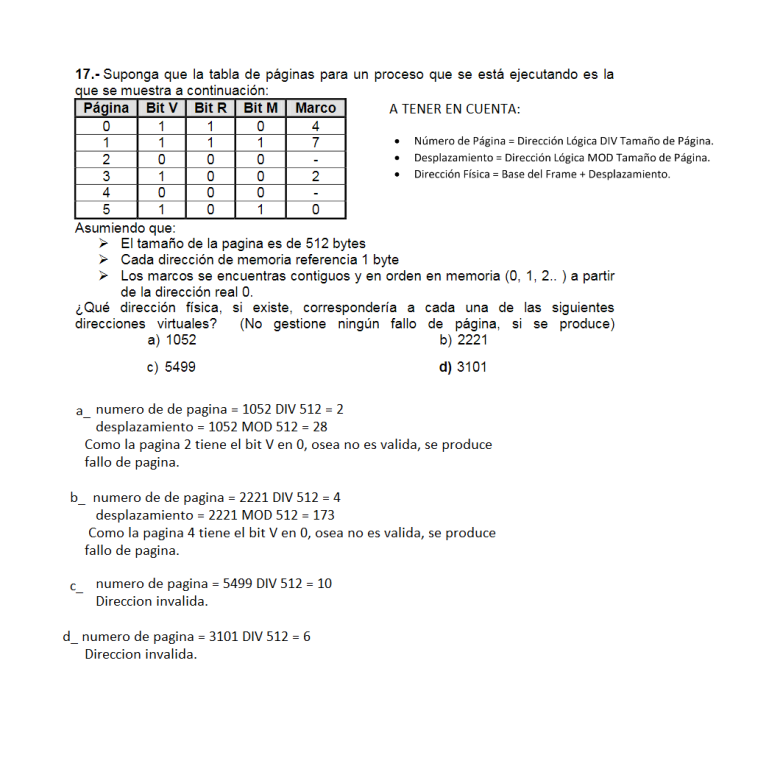 17.- Suponga que la tabla de páginas para un proceso que se está ejecutando es la
que se muestra a continuación:
Página Bit V Bit R Bit M Marco
0 1 1 0 4
1 1 1 1 7
2 0 0 0 -
3 1 0 0 2
4 0 0 0 -
5 1 0 1 0
A TENER EN CUENTA:
• Número de Página = Dirección Lógica DIV Tamaño de Página.
• Desplazamiento = Dirección Lógica MOD Tamaño de Página.
• Dirección Física = Base del Frame + Desplazamiento.
Asumiendo que:
➢ El tamaño de la pagina es de 512 bytes
➢ Cada dirección de memoria referencia 1 byte
➢ Los marcos se encuentras contiguos y en orden en memoria (0, 1, 2.. ) a partir
de la dirección real 0.
¿Qué dirección física, si existe, correspondería a cada una de las siguientes
direcciones virtuales? (No gestione ningún fallo de página, si se produce)
a) 1052 b) 2221
c) 5499 d) 3101
a_ numero de de pagina = 1052 DIV 512 = 2
desplazamiento = 1052 MOD 512 = 28
Como la pagina 2 tiene el bit V en 0, osea no es valida, se produce
fallo de pagina.
b_ numero de de pagina = 2221 DIV 512 = 4
desplazamiento = 2221 MOD 512 = 173
Como la pagina 4 tiene el bit V en 0, osea no es valida, se produce
fallo de pagina.
c_ numero de pagina = 5499 DIV 512 = 10
Direccion invalida.
d_ numero de pagina = 3101 DIV 512 = 6
Direccion invalida.